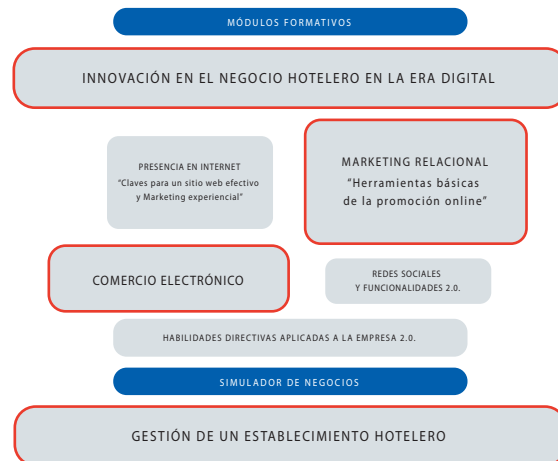 MÓDULOS FORMATIVOS
INNOVACIÓN EN EL NEGOCIO HOTELERO EN LA ERA DIGITAL
PRESENCIA EN INTERNET
“Claves para un sitio web efectivo
y Marketing experiencial”
MARKETING RELACIONAL
“Herramientas básicas
de la promoción online”
COMERCIO ELECTRÓNICO
REDES SOCIALES
Y FUNCIONALIDADES 2.0.
HABILIDADES DIRECTIVAS APLICADAS A LA EMPRESA 2.0.
SIMULADOR DE NEGOCIOS
GESTIÓN DE UN ESTABLECIMIENTO HOTELERO